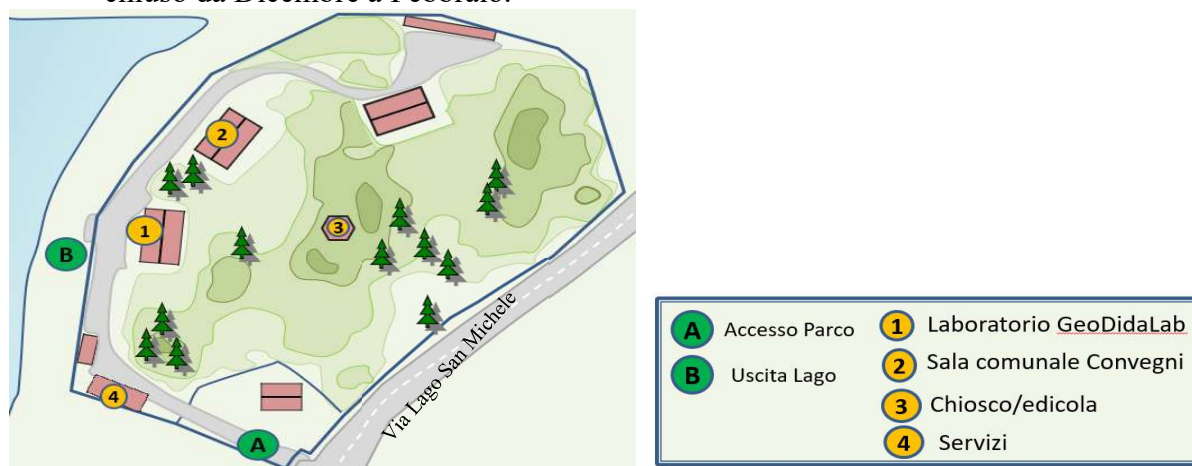 chiuso da Dicembre a Febbraio.
2
3
1
B
4
A
Via Lago San Michele
A Accesso Parco
B Uscita Lago
1 Laboratorio GeoDidaLab
2 Sala comunale Convegni
3 Chiosco/edicola
4 Servizi